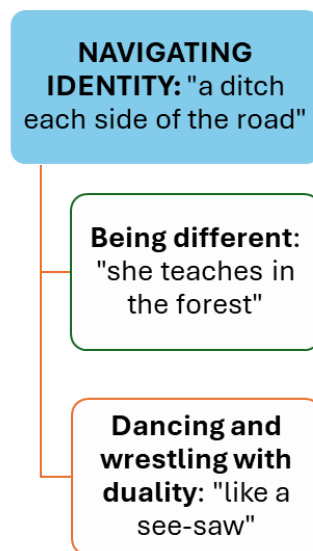 NAVIGATING
IDENTITY: "a ditch
each side of the road"
Being different:
"she teaches in
the forest"
Dancing and
wrestling with
duality: "like a
see-saw"